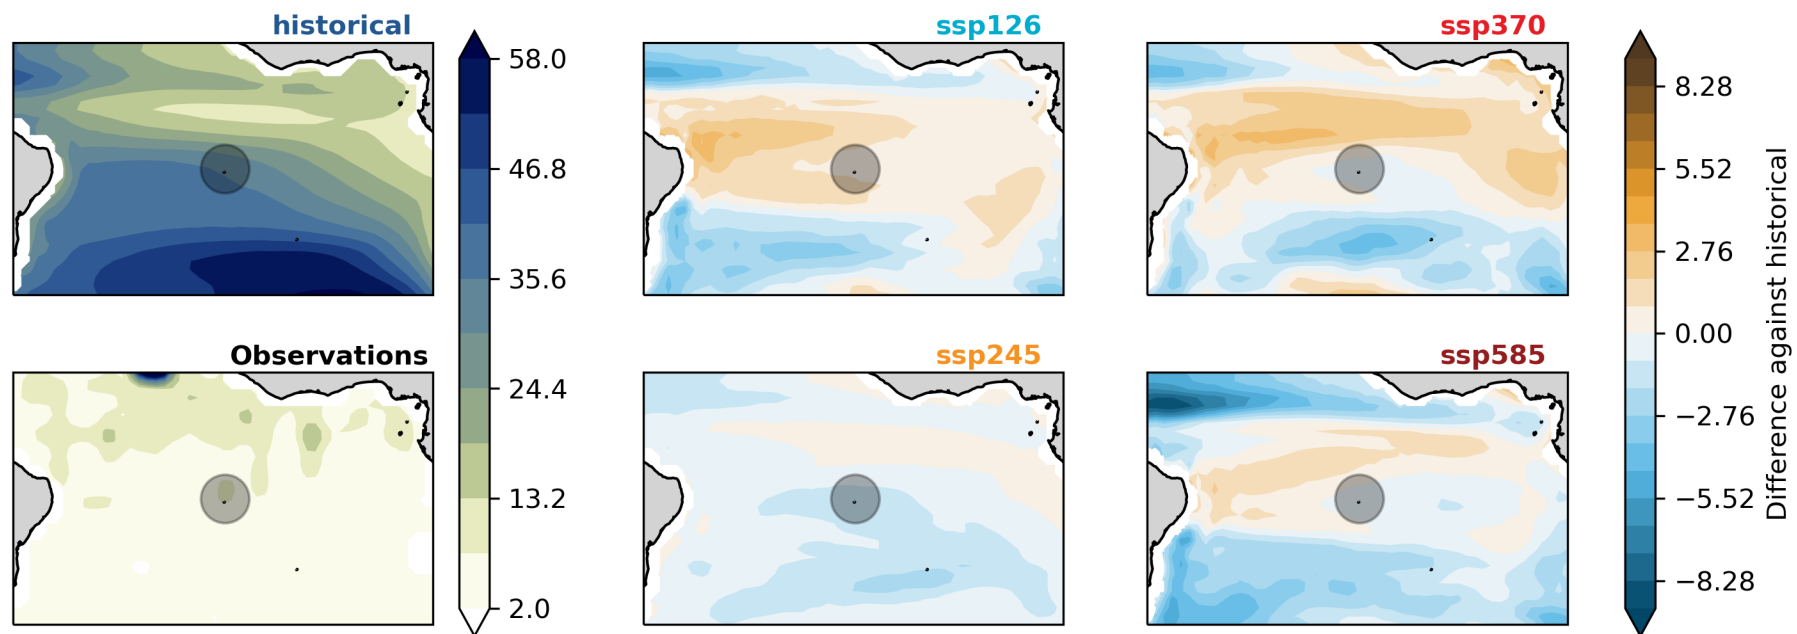 historical
58.0
46.8
35.6
24.4
13.2
2.0
Observations
ssp126
ssp370
ssp245
ssp585
8.28
5.52
2.76
0.00
−2.76
−5.52
−8.28
Difference against historical